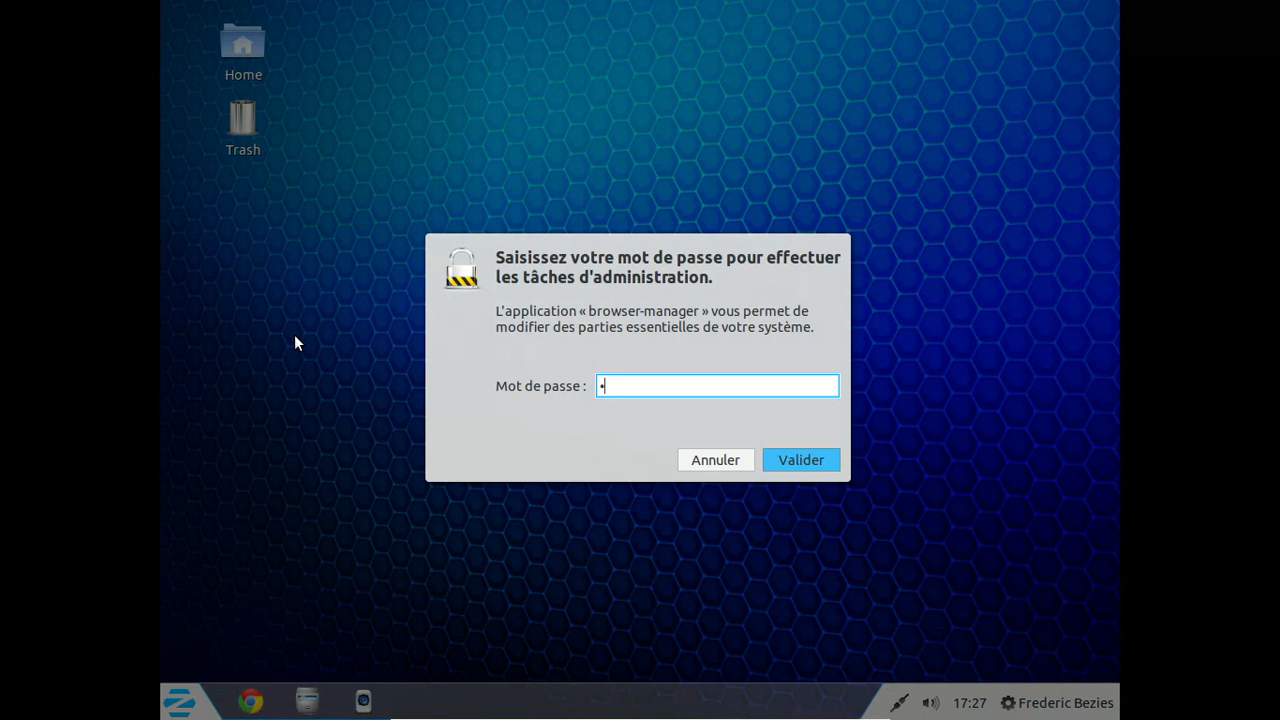 Home
Trash
Saisissez votre mot de passe pour effectuer
les tâches d'administration.
L'application « browser-manager » vous permet de
modifier des parties essentielles de votre système.
Mot de passe :
Annuler
Valider
17:27
Frederic Bezies